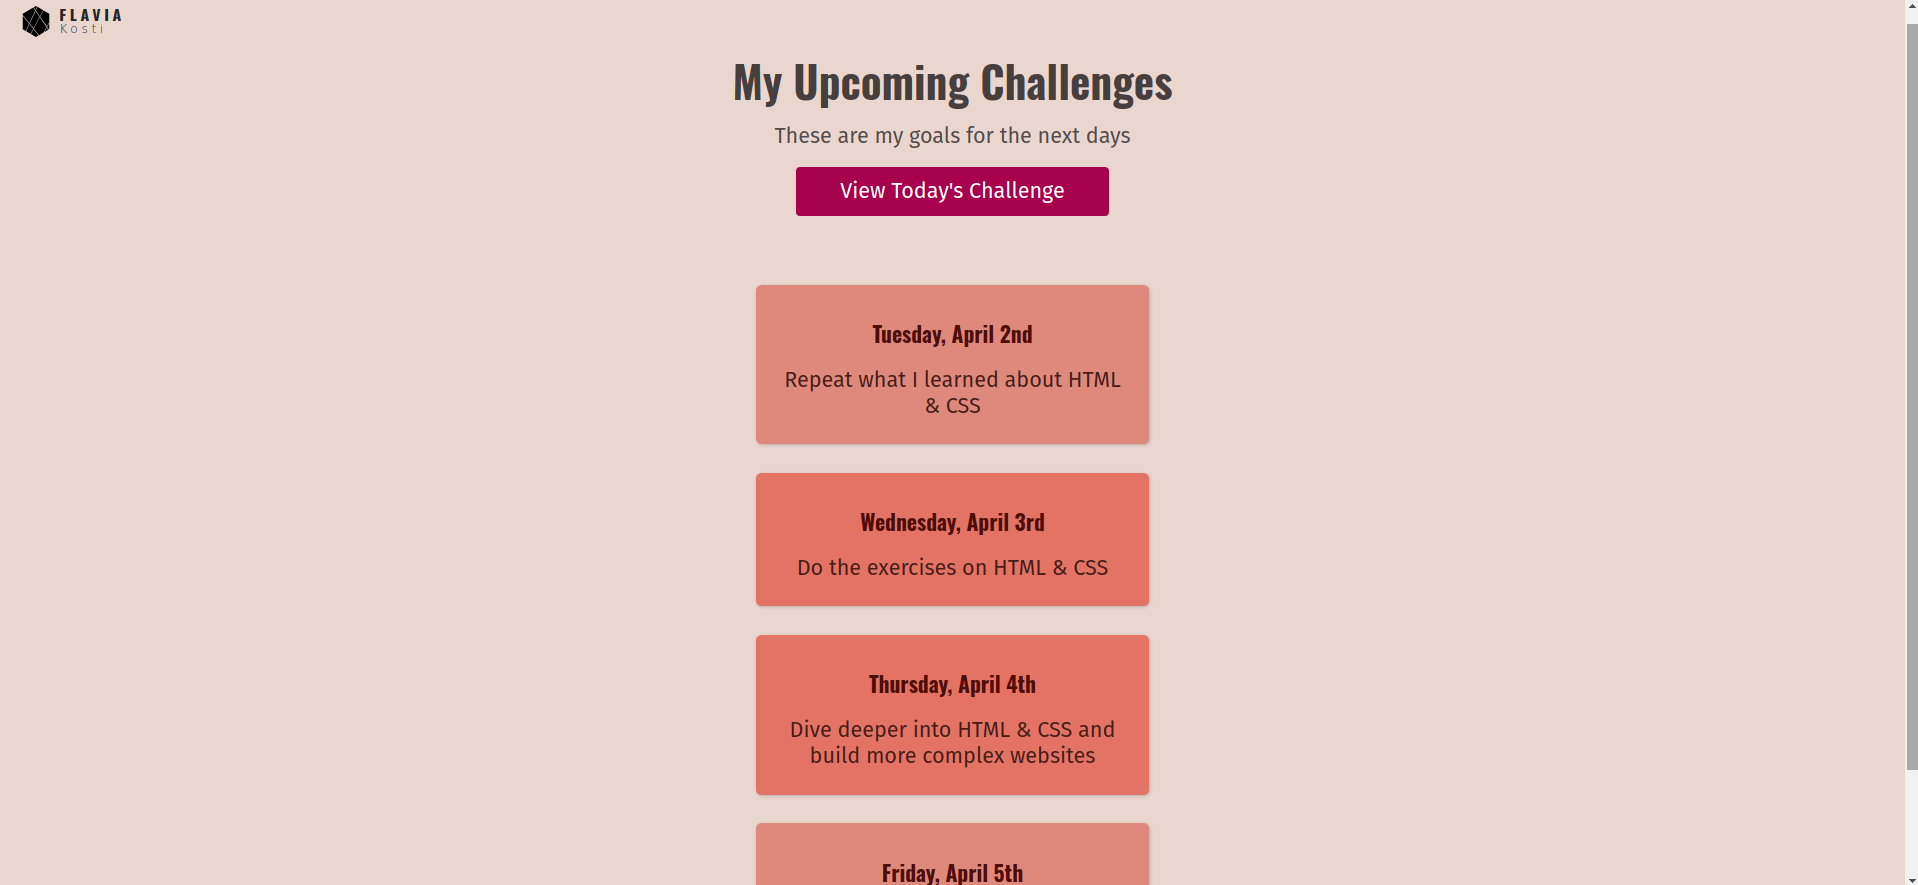 FLAVIA
Kosti
My Upcoming Challenges
These are my goals for the next days
View Today's Challenge
Tuesday, April 2nd
Repeat what I learned about HTML
& CSS
Wednesday, April 3rd
Do the exercises on HTML & CSS
Thursday, April 4th
Dive deeper into HTML & CSS and
build more complex websites
Friday, April 5th